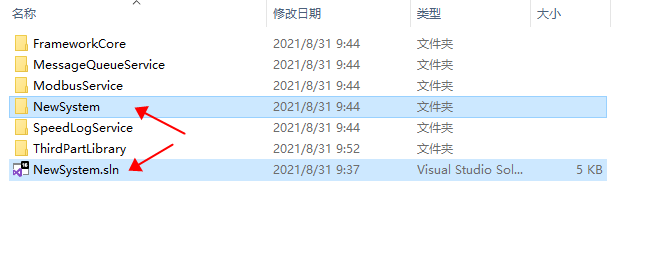 名称 修改日期 类型 大小
FrameworkCore 2021/8/31 9:44 文件夹
MessageQueueService 2021/8/31 9:44 文件夹
ModbusService 2021/8/31 9:44 文件夹
NewSystem 2021/8/31 9:44 文件夹
SpeedLogService 2021/8/31 9:44 文件夹
ThirdPartLibrary 2021/8/31 9:52 文件夹
NewSystem.sln 2021/8/31 9:37 Visual Studio Sol... 5 KB